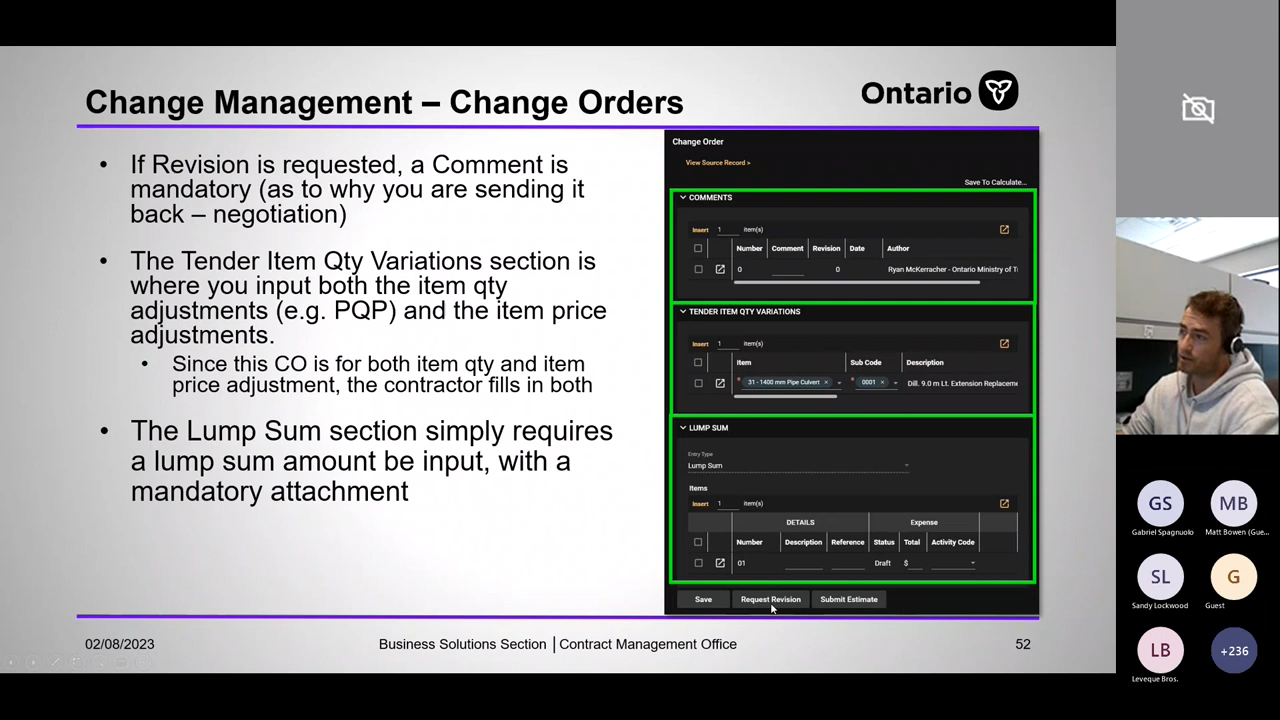 Change Management – Change Orders
Ontario
• If Revision is requested, a Comment is
mandatory (as to why you are sending it
back – negotiation)
• The Tender Item Qty Variations section is
where you input both the item qty
adjustments (e.g. PQP) and the item price
adjustments.
• Since this CO is for both item qty and item
price adjustment, the contractor fills in both
• The Lump Sum section simply requires
a lump sum amount be input, with a
mandatory attachment
Change Order
View Source Record >
Save To Calculate...
COMMENTS
Insert 1 item(s)
Number Comment Revision Date Author
0 0 Ryan McKerracher - Ontario Ministry of Tr
TENDER ITEM QTY VARIATIONS
Insert 1 item(s)
Item Sub Code Description
* 31 - 1400 mm Pipe Culvert × * 0001 × Dill. 9.0 m Lt. Extension Replaceme
LUMP SUM
Entry Type
Lump Sum
Items
Insert 1 item(s)
DETAILS Expense
Number Description Reference Status Total Activity Code
01 Draft $
Save Request Revision Submit Estimate
02/08/2023 Business Solutions Section | Contract Management Office 52
GS MB
Gabriel Spagnuolo Matt Bowen (Gue...
SL G
Sandy Lockwood Guest
LB +236
Leveque Bros.